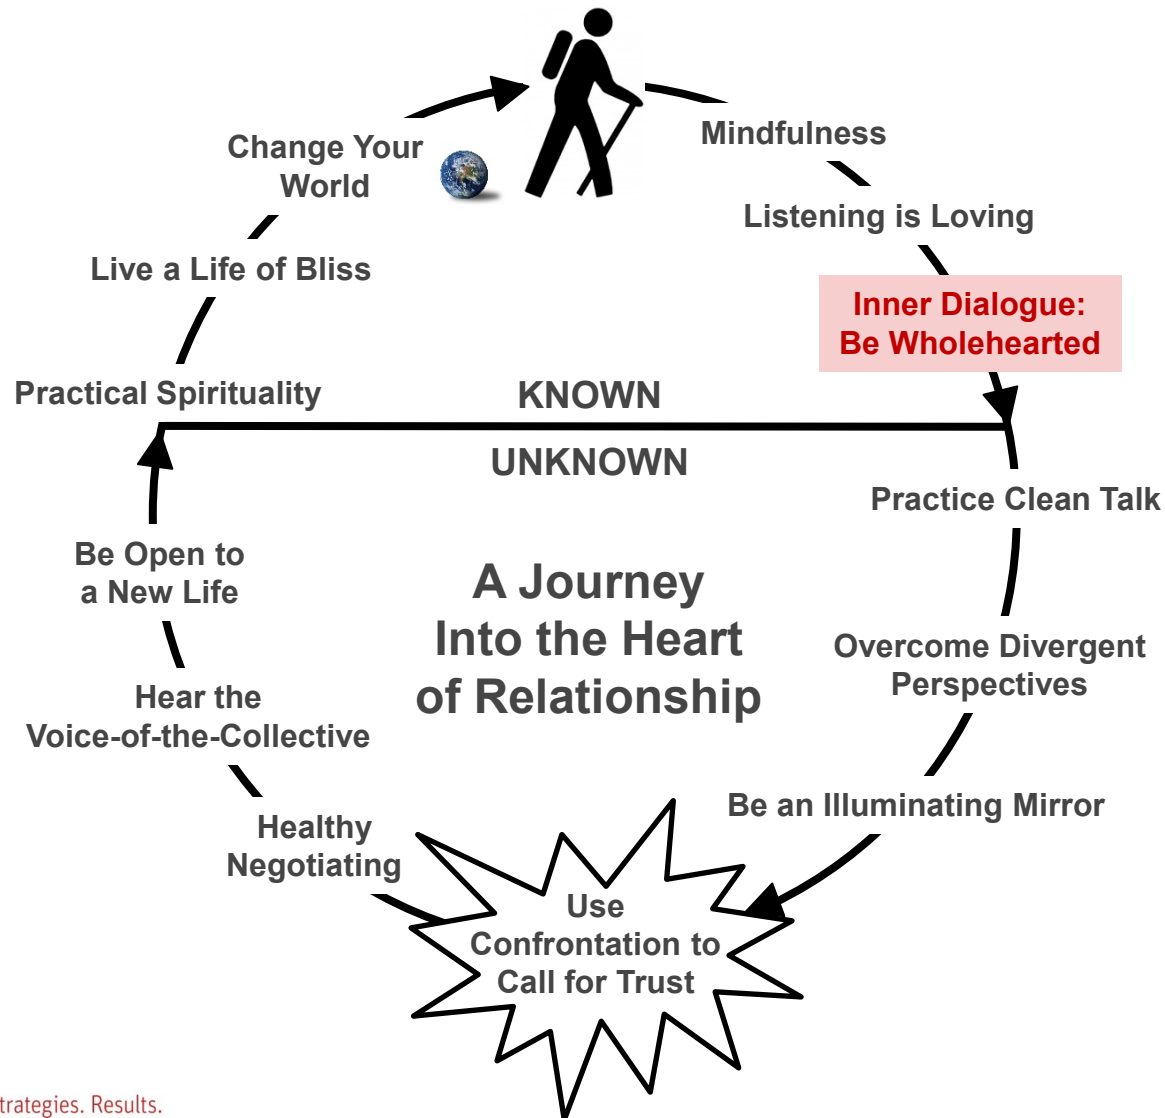 Mindfulness
Listening is Loving
Inner Dialogue:
Be Wholehearted
KNOWN
UNKNOWN
Practice Clean Talk
Overcome Divergent
Perspectives
Be an Illuminating Mirror
Use
Confrontation to
Call for Trust
Healthy
Negotiating
Hear the
Voice-of-the-Collective
Be Open to
a New Life
Practical Spirituality
Live a Life of Bliss
Change Your
World
A Journey
Into the Heart
of Relationship
Results.